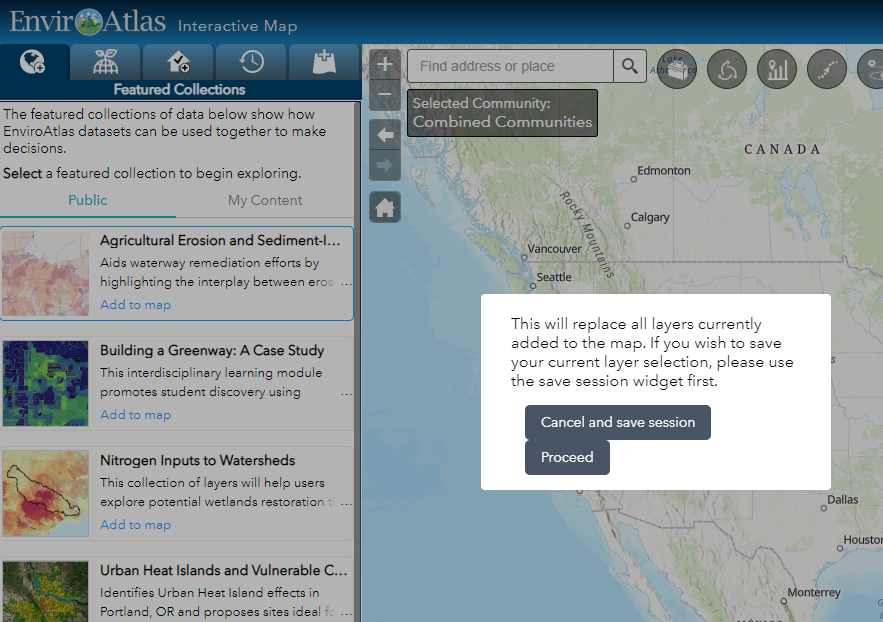 EnviroAtlas Interactive Map
Featured Collections
The featured collections of data below show how
EnviroAtlas datasets can be used together to make
decisions.
Select a featured collection to begin exploring.
Public
My Content
Agricultural Erosion and Sediment-I...
Aids waterway remediation efforts by
highlighting the interplay between eros ...
Add to map
Building a Greenway: A Case Study
This interdisciplinary learning module
promotes student discovery using ...
Add to map
Nitrogen Inputs to Watersheds
This collection of layers will help users
explore potential wetlands restoration ...
Add to map
Urban Heat Islands and Vulnerable C...
Identifies Urban Heat Island effects in
Portland, OR and proposes sites ideal fo ...
Find address or place
Selected Community:
Combined Communities
Lake
CANADA
Edmonton
Calgary
Rocky Mountains
Vancouver
Seattle
This will replace all layers currently
added to the map. If you wish to save
your current layer selection, please use
the save session widget first.
Cancel and save session
Proceed
Dallas
Houston
Monterrey